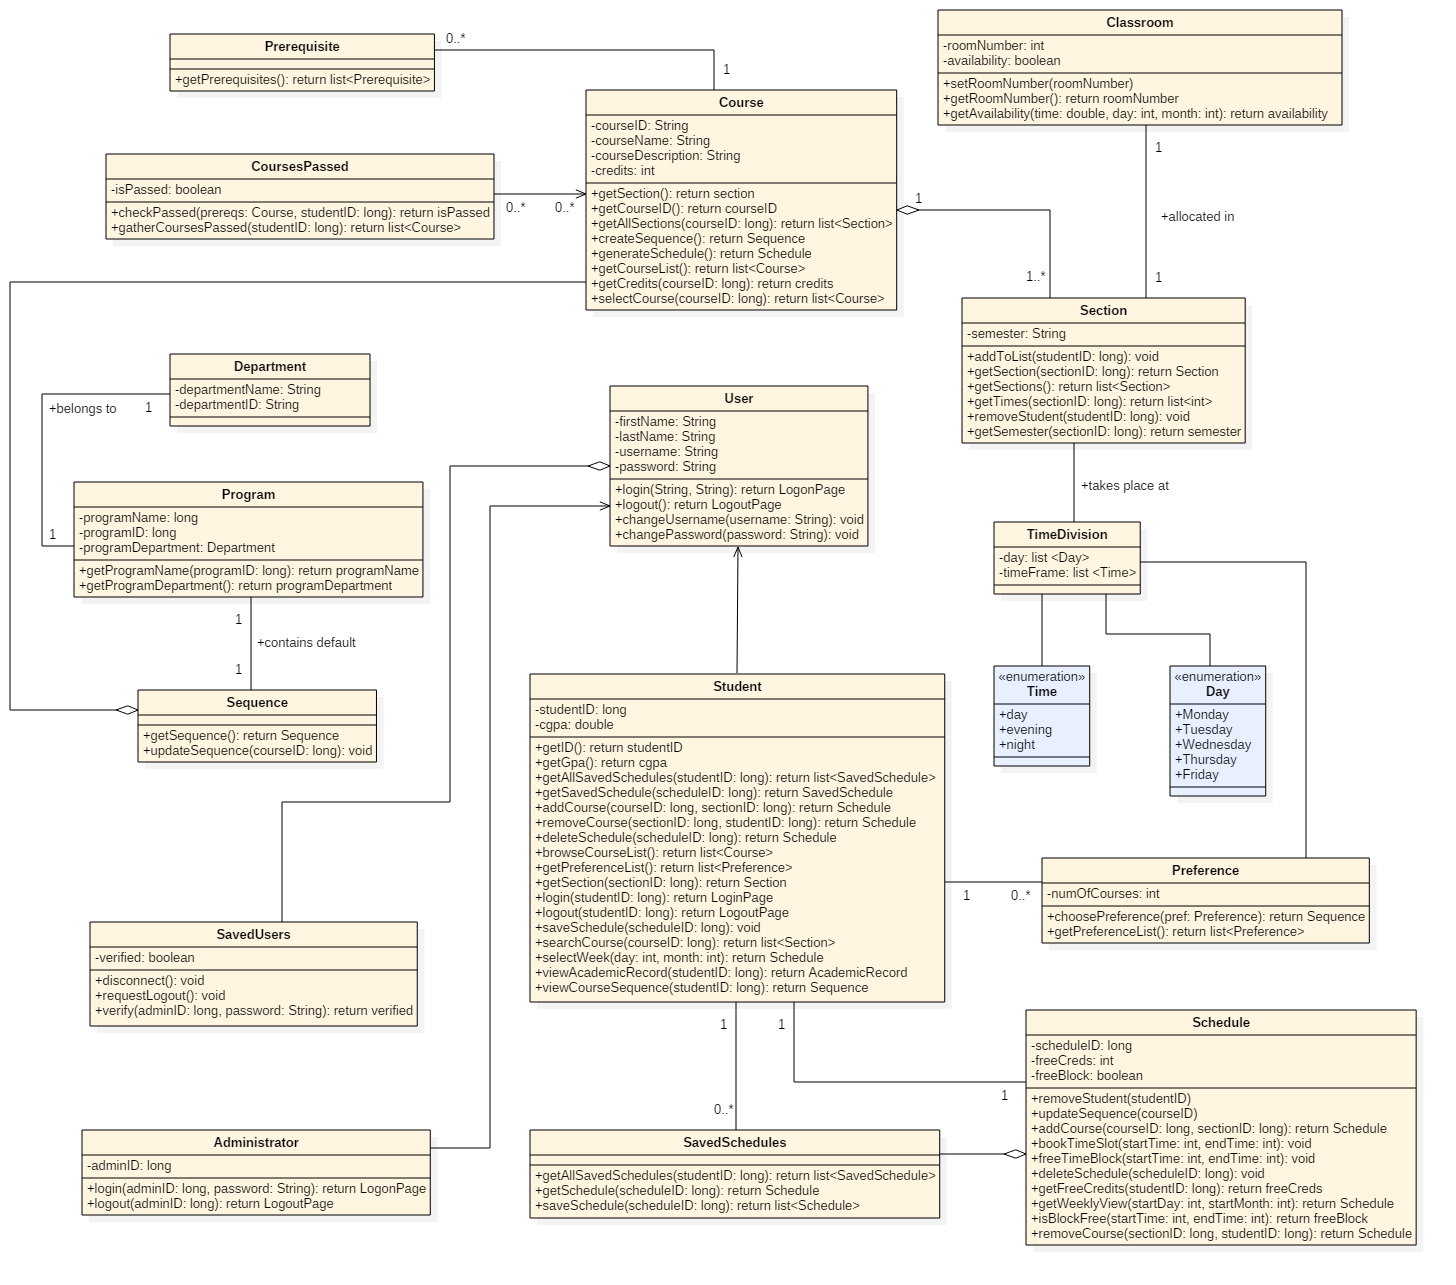 Prerequisite
+getPrerequisites(): return list<Prerequisite>
0..*
1
Classroom
-roomNumber: int
-availability: boolean
+setRoomNumber(roomNumber)
+getRoomNumber(): return roomNumber
+getAvailability(time: double, day: int, month: int): return availability
Course
-courseID: String
-courseName: String
-courseDescription: String
-credits: int
+getSection(): return section
+getCourseID(): return courseID
+getAllSections(courseID: long): return list<Section>
+createSequence(): return Sequence
+generateSchedule(): return Schedule
+getCourseList(): return list<Course>
+getCredits(courseID: long): return credits
+selectCourse(courseID: long): return list<Course>
CoursesPassed
-isPassed: boolean
+checkPassed(prereqs: Course, studentID: long): return isPassed
+gatherCoursesPassed(studentID: long): return list<Course>
0..*
0..*
1
1..*
1
+allocated in
1
Section
-semester: String
+addToList(studentID: long): void
+getSection(sectionID: long): return Section
+getSections(): return list<Section>
+getTimes(sectionID: long): return list<int>
+removeStudent(studentID: long): void
+getSemester(sectionID: long): return semester
Department
-departmentName: String
-departmentID: String
+belongs to
1
1
User
-firstName: String
-lastName: String
-username: String
-password: String
+login(String, String): return LogonPage
+logout(): return LogoutPage
+changeUsername(username: String): void
+changePassword(password: String): void
+takes place at
Program
-programName: long
-programID: long
-programDepartment: Department
+getProgramName(programID: long): return programName
+getProgramDepartment(): return programDepartment
1
+contains default
1
TimeDivision
-day: list <Day>
-timeFrame: list <Time>
«enumeration»
Time
+day
+evening
+night
«enumeration»
Day
+Monday
+Tuesday
+Wednesday
+Thursday
+Friday
Sequence
+getSequence(): return Sequence
+updateSequence(courseID: long): void
Student
-studentID: long
-cgpa: double
+getID(): return studentID
+getGpa(): return cgpa
+getAllSavedSchedules(studentID: long): return list<SavedSchedule>
+getSavedSchedule(scheduleID: long): return SavedSchedule
+addCourse(courseID: long, sectionID: long): return Schedule
+removeCourse(sectionID: long, studentID: long): return Schedule
+deleteSchedule(scheduleID: long): return Schedule
+browseCourseList(): return list<Course>
+getPreferenceList(): return list<Preference>
+getSection(sectionID: long): return Section
+login(studentID: long): return LoginPage
+logout(studentID: long): return LogoutPage
+saveSchedule(scheduleID: long): void
+searchCourse(courseID: long): return list<Section>
+selectWeek(day: int, month: int): return Schedule
+viewAcademicRecord(studentID: long): return AcademicRecord
+viewCourseSequence(studentID: long): return Sequence
1
0..*
Preference
-numOfCourses: int
+choosePreference(pref: Preference): return Sequence
+getPreferenceList(): return list<Preference>
SavedUsers
-verified: boolean
+disconnect(): void
+requestLogout(): void
+verify(adminID: long, password: String): return verified
1
1
0..*
1
Schedule
-scheduleID: long
-freeCreds: int
-freeBlock: boolean
+removeStudent(studentID)
+updateSequence(courseID)
+addCourse(courseID: long, sectionID: long): return Schedule
+bookTimeSlot(startTime: int, endTime: int): void
+freeTimeBlock(startTime: int, endTime: int): void
+deleteSchedule(scheduleID: long): void
+getFreeCredits(studentID: long): return freeCreds
+getWeeklyView(startDay: int, startMonth: int): return Schedule
+isBlockFree(startTime: int, endTime: int): return freeBlock
+removeCourse(sectionID: long, studentID: long): return Schedule
Administrator
-adminID: long
+login(adminID: long, password: String): return LogonPage
+logout(adminID: long): return LogoutPage
SavedSchedules
+getAllSavedSchedules(studentID: long): return list<SavedSchedule>
+getSchedule(scheduleID: long): return Schedule
+saveSchedule(scheduleID: long): return list<Schedule>